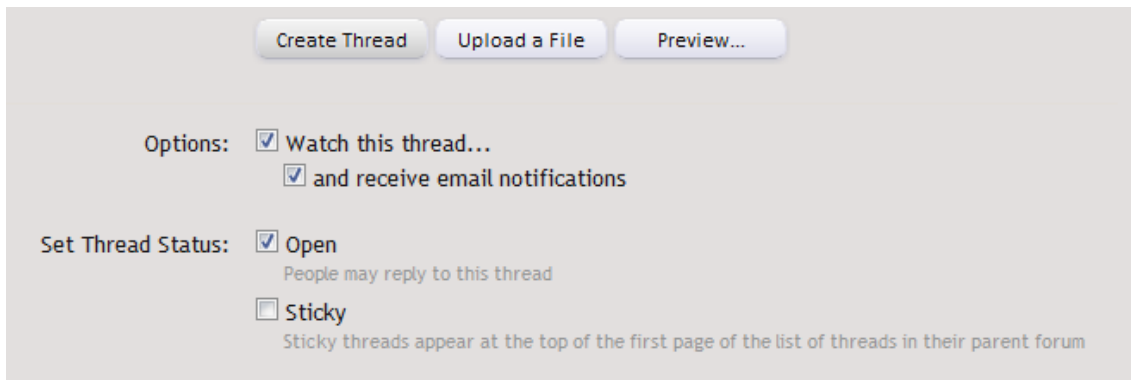 Create Thread Upload a File Preview...
Options: Watch this thread...
and receive email notifications
Set Thread Status: Open
People may reply to this thread
Sticky
Sticky threads appear at the top of the first page of the list of threads in their parent forum